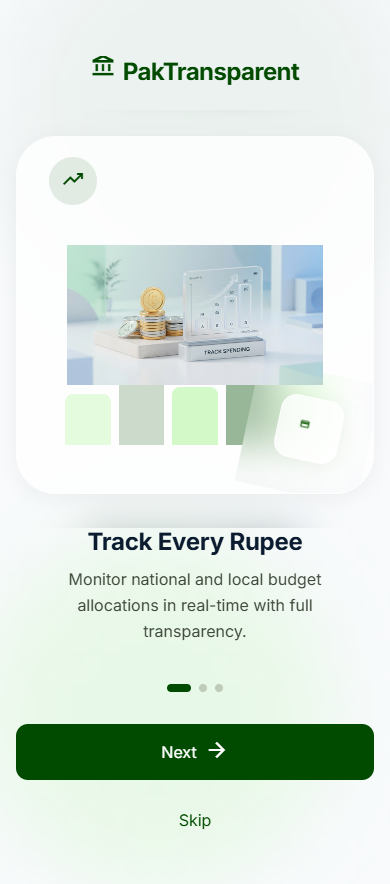 PakTransparent
TRACK SPENDING
Track Every Rupee
Monitor national and local budget
allocations in real-time with full
transparency.
Next
Skip